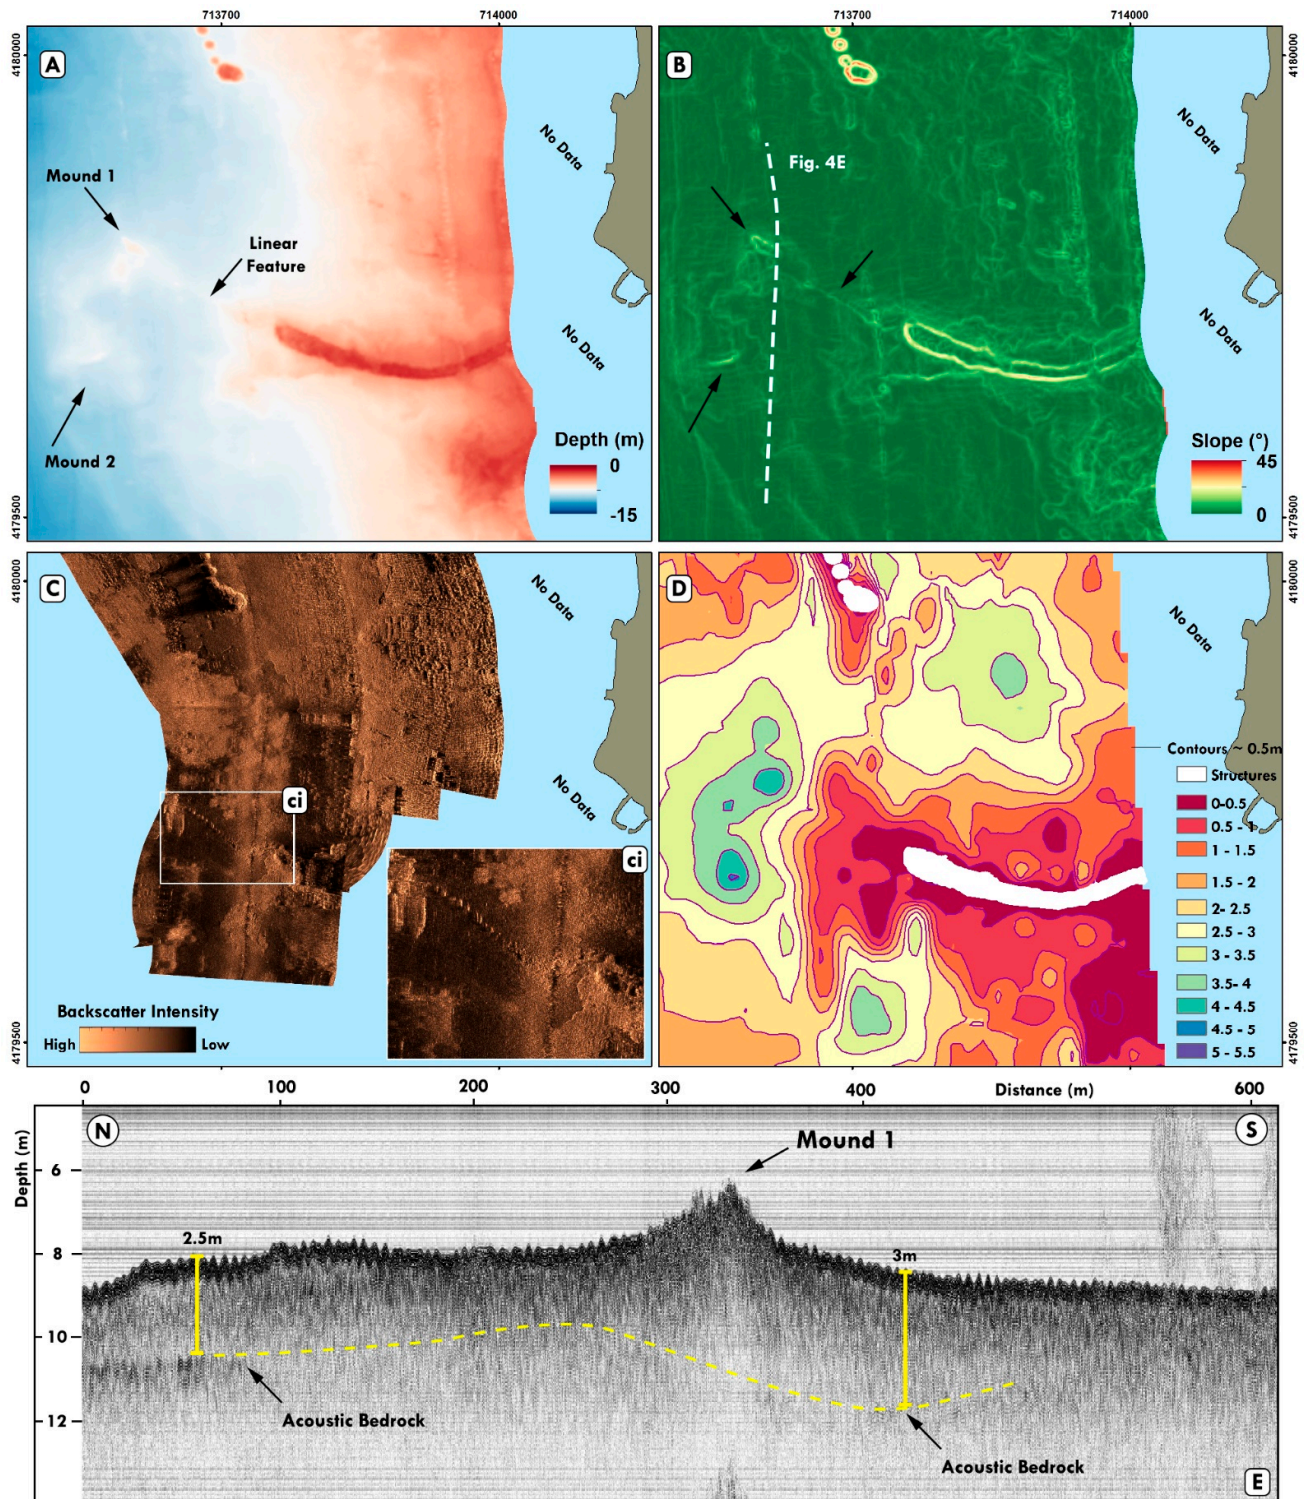 713700
714000
713700
714000
4180000
A
B
4180000
No Data
No Data
Fig. 4E
Mound 1
Linear
Feature
No Data
No Data
Mound 2
Depth (m)
0
-15
Slope (°)
45
0
4179500
4179500
4180000
C
D
4180000
No Data
No Data
No Data
ci
ci
Contours ~ 0.5m
Structures
0-0.5
0.5 - 1
1 - 1.5
1.5 - 2
2- 2.5
2.5 - 3
3 - 3.5
3.5- 4
4 - 4.5
4.5 - 5
5 - 5.5
Backscatter Intensity
High
Low
4179500
4179500
0
100
200
300
400
Distance (m)
600
N
S
Depth (m)
Mound 1
6
8
10
12
2.5m
3m
Acoustic Bedrock
Acoustic Bedrock
E